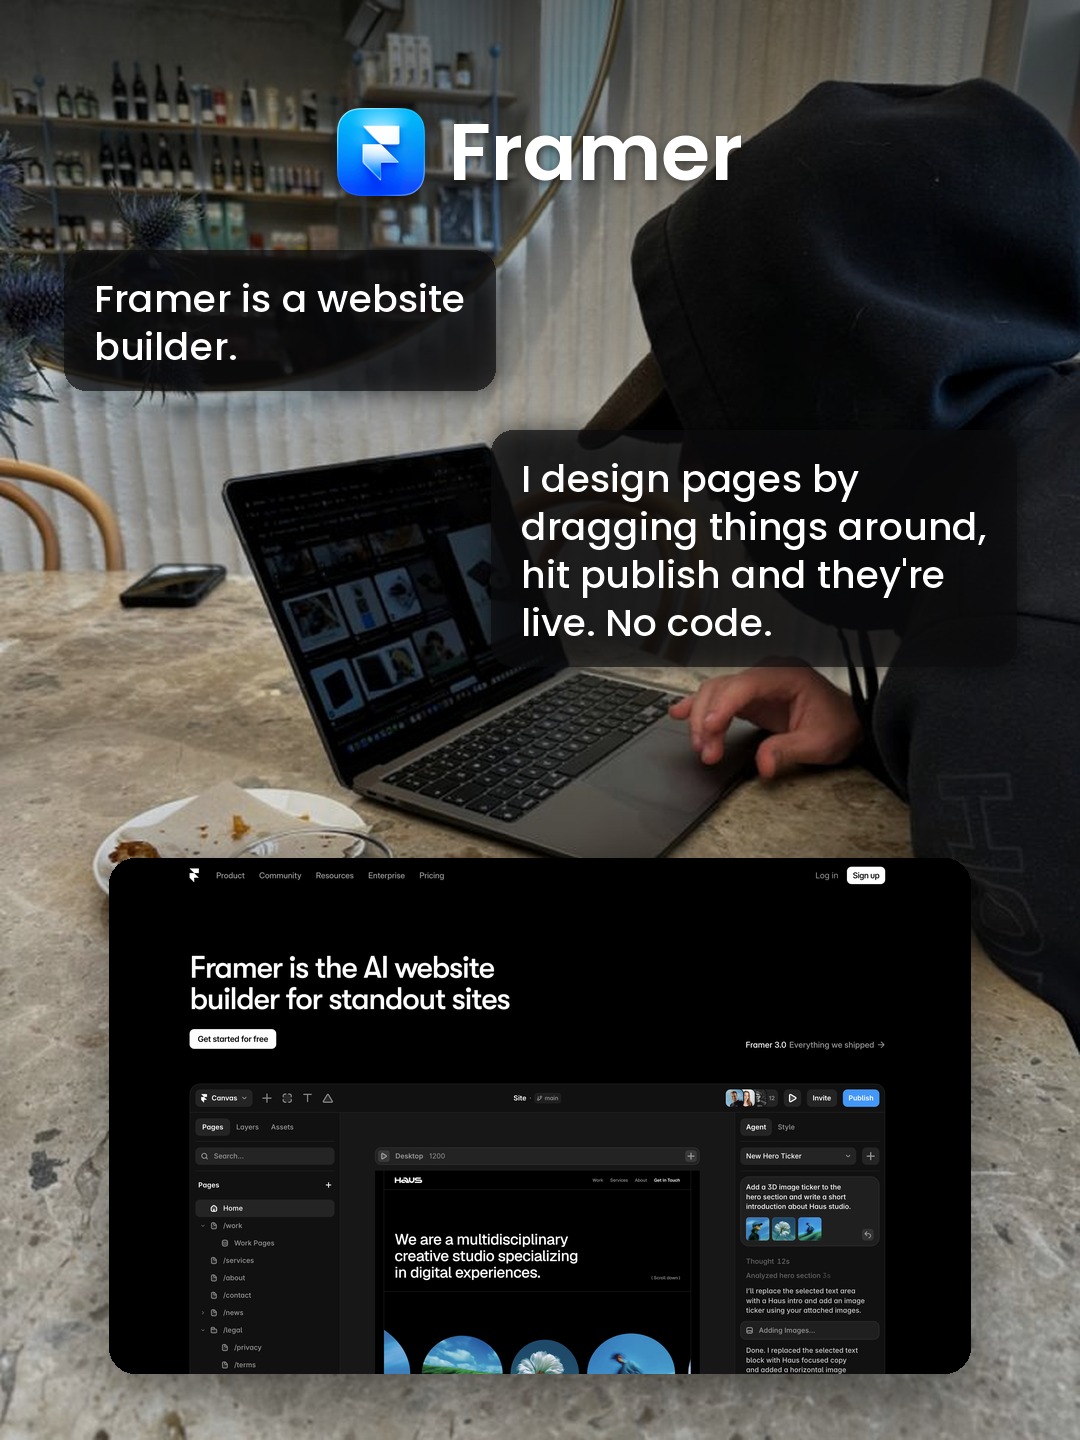 Framer
Framer is a website
builder.
I design pages by
dragging things around,
hit publish and they're
live. No code.
Product Community Resources Enterprise Pricing
Log in Sign up
Framer is the AI website
builder for standout sites
Get started for free
Framer 3.0 Everything we shipped →
Canvas
Site · main
12
Invite
Publish
Pages Layers Assets
Search...
Pages +
Home
/work
Work Pages
/services
/about
/contact
/news
/legal
/privacy
/terms
Desktop 1200
HAUS
Work Services About Get in Touch
We are a multidisciplinary
creative studio specializing
in digital experiences.
(Scroll down)
Agent Style
New Hero Ticker
Add a 3D image ticker to the
hero section and write a short
introduction about Haus studio.
Thought 12s
Analyzed hero section 3s
I'll replace the selected text area
with a Haus intro and add an image
ticker using your attached images.
Adding Images...
Done. I replaced the selected text
block with Haus focused copy
and added a horizontal image